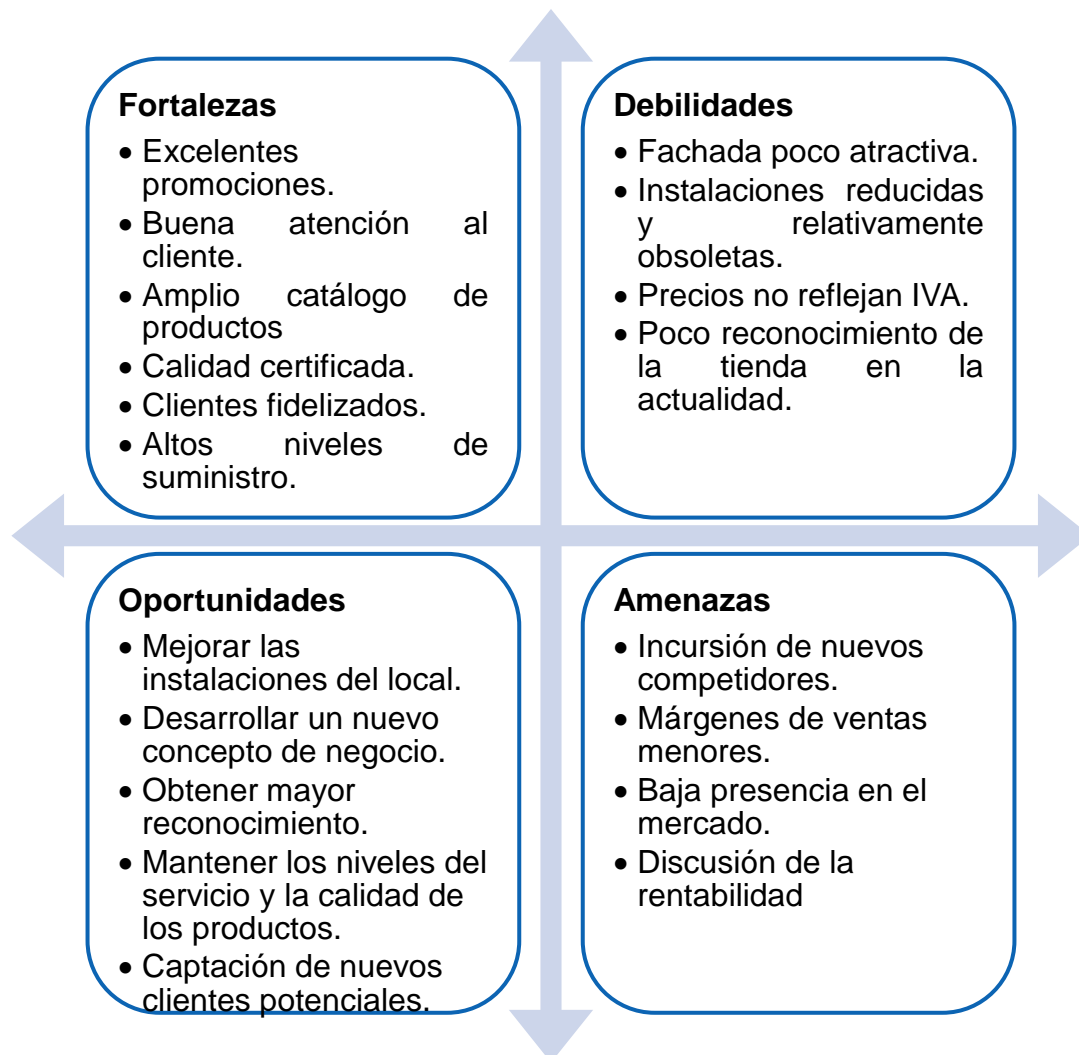 Fortalezas
• Excelentes
promociones.
• Buena atención al
cliente.
• Amplio catálogo de
productos
• Calidad certificada.
• Clientes fidelizados.
• Altos niveles de
suministro.
Debilidades
• Fachada poco atractiva.
• Instalaciones reducidas
y relativamente
obsoletas.
• Precios no reflejan IVA.
• Poco reconocimiento de
la tienda en la
actualidad.
Oportunidades
• Mejorar las
instalaciones del local.
• Desarrollar un nuevo
concepto de negocio.
• Obtener mayor
reconocimiento.
• Mantener los niveles del
servicio y la calidad de
los productos.
• Captación de nuevos
clientes potenciales.
Amenazas
• Incursión de nuevos
competidores.
• Márgenes de ventas
menores.
• Baja presencia en el
mercado.
• Discusión de la
rentabilidad